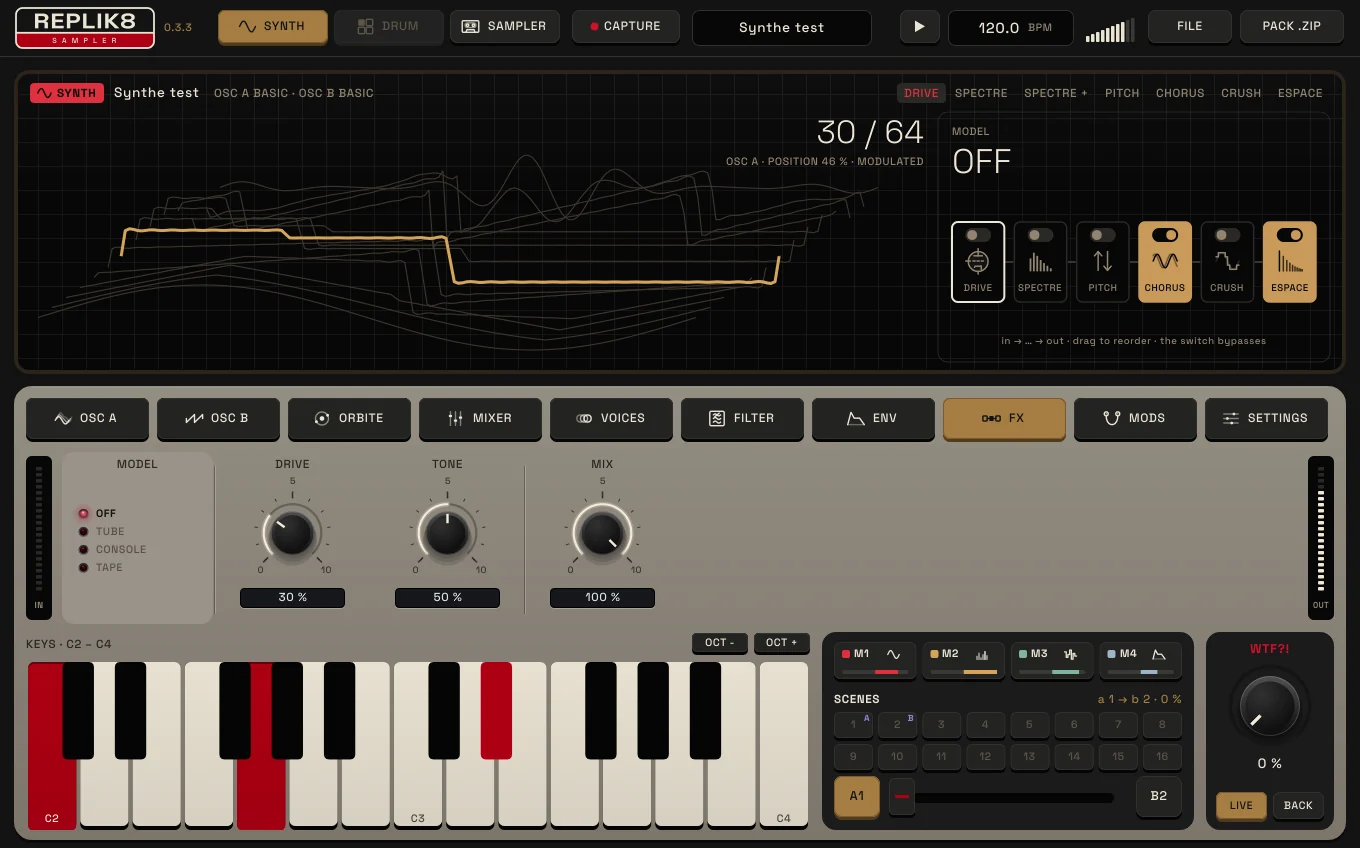 REPLIK8
SAMPLER
0.3.3
SYNTH
DRUM
SAMPLER
CAPTURE
Synthe test
120.0 BPM
FILE
PACK .ZIP
SYNTH Synthe test OSC A BASIC · OSC B BASIC
DRIVE SPECTRE SPECTRE + PITCH CHORUS CRUSH ESPACE
30 / 64
OSC A · POSITION 46 % · MODULATED
MODEL
OFF
DRIVE SPECTRE PITCH CHORUS CRUSH ESPACE
in → … → out · drag to reorder · the switch bypasses
OSC A OSC B ORBITE MIXER VOICES FILTER ENV FX MODS SETTINGS
IN
MODEL
OFF
TUBE
CONSOLE
TAPE
DRIVE
5
0 10
30 %
TONE
5
0 10
50 %
MIX
5
0 10
100 %
OUT
KEYS · C2 – C4
OCT - OCT +
C2 C3 C4
M1 M2 M3 M4
SCENES a 1 → b 2 · 0 %
1 A 2 B 3 4 5 6 7 8
9 10 11 12 13 14 15 16
A1 B2
WTF?!
0 %
LIVE BACK